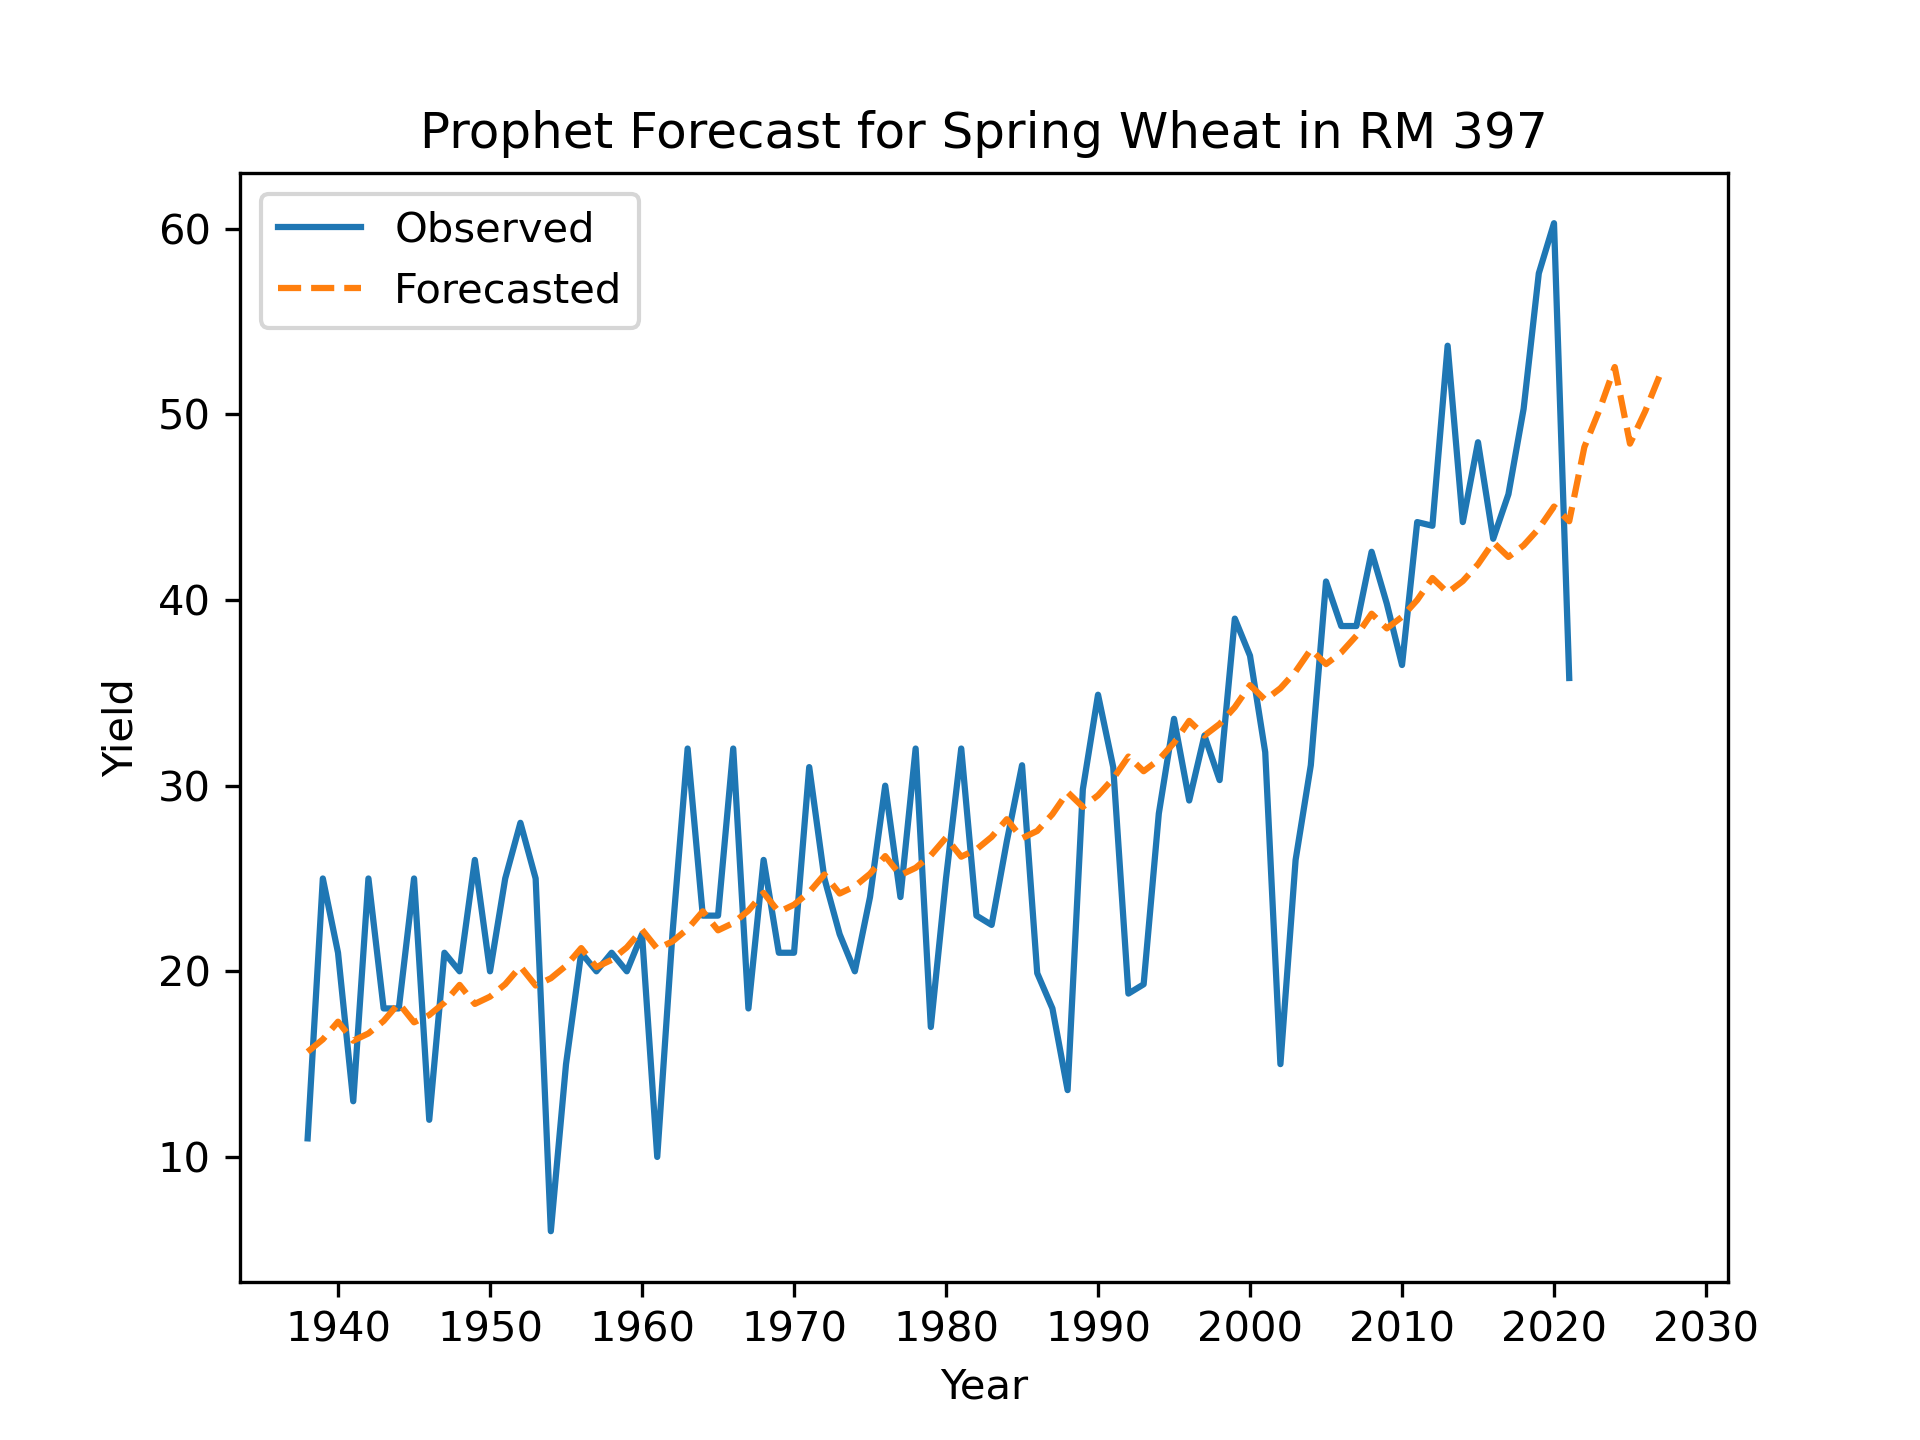 Prophet Forecast for Spring Wheat in RM 397
Observed
Forecasted
60
50
40
30
20
10
Yield
1940 1950 1960 1970 1980 1990 2000 2010 2020 2030
Year